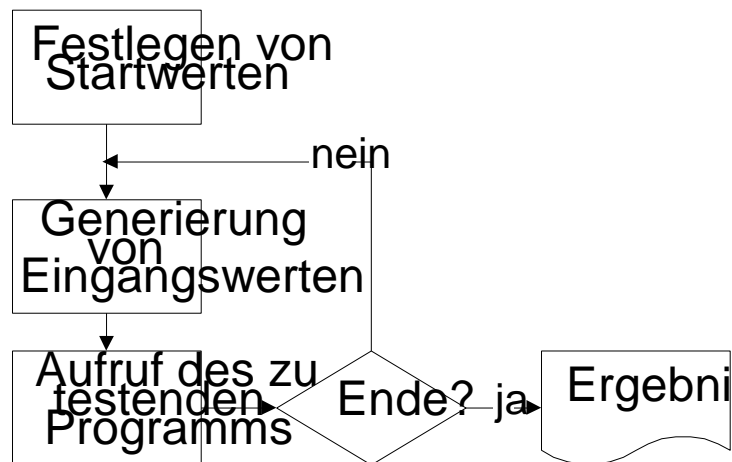 Festlegen von
Startwerten
nein
Generierung
von
Eingangswerten
Aufruf des zu
testenden
Programms
Ende?
ja
Ergebni